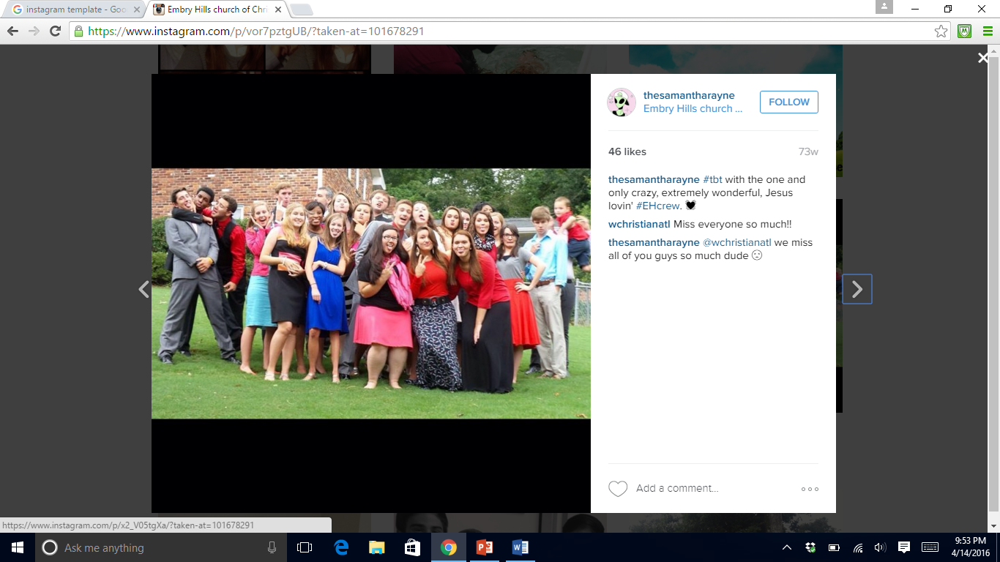 instagram template - Goo
Embry Hills church of Chri
https://www.instagram.com/p/vor7pztgUB/?taken-at=101678291
thesamantharayne
Embry Hills church ...
FOLLOW
46 likes
73w
thesamantharayne #tbt with the one and
only crazy, extremely wonderful, Jesus
lovin' #EHcrew.
wchristianatl Miss everyone so much!!
thesamantharayne @wchristianatl we miss
all of you guys so much dude
Add a comment...
https://www.instagram.com/p/x2_V05tgXa/?taken-at=101678291
Ask me anything
9:53 PM
4/14/2016